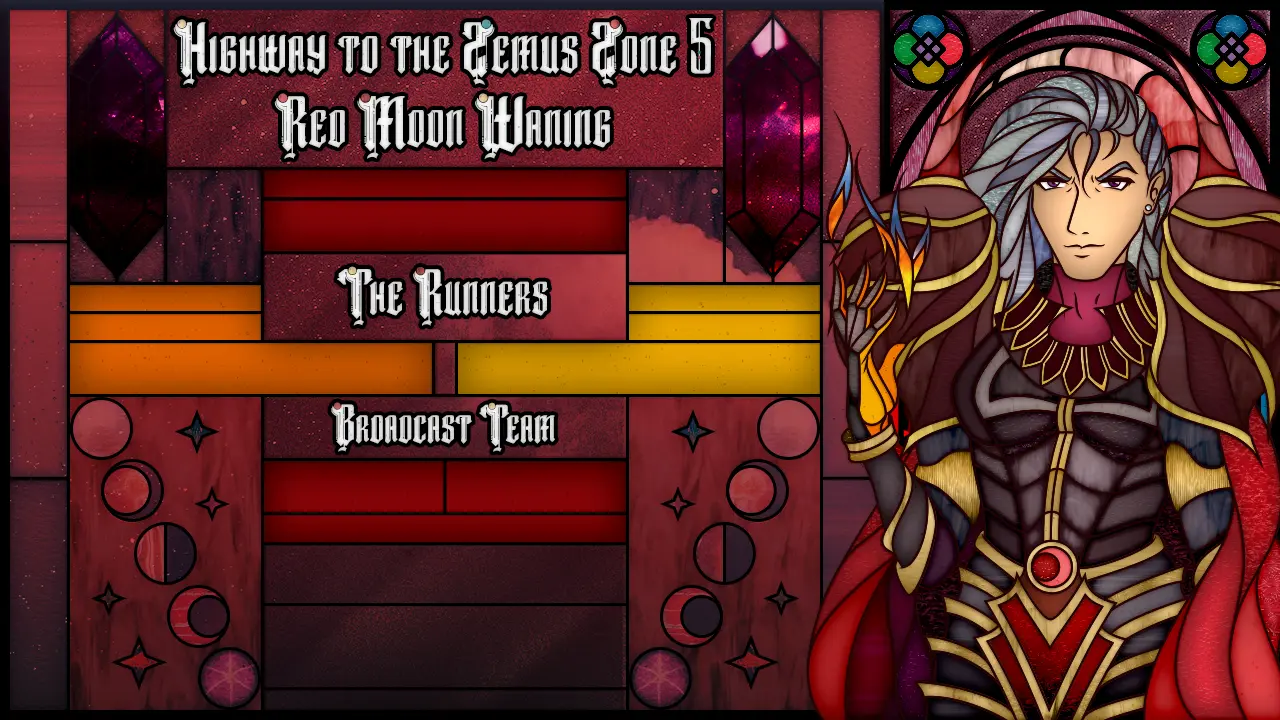 Highway to the Zemus Zone 5
Red Moon Waning
The Runners
Broadcast Team